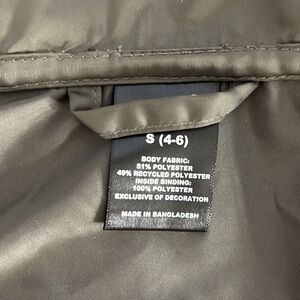 S (4-6)
BODY FABRIC:
51% POLYESTER
49% RECYCLED POLYESTER
INSIDE BINDING:
100% POLYESTER
EXCLUSIVE OF DECORATION
MADE IN BANGLADESH